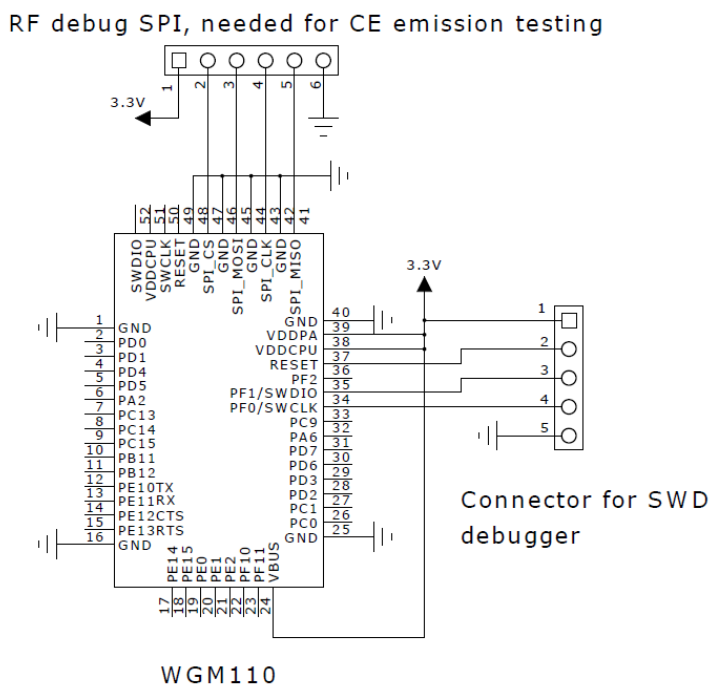 RF debug SPI, needed for CE emission testing
1 2 3 4 5 6
3.3V
52 51 50 49 48 47 46 45 44 43 42 41
SWDIO VDDCPU SWCLK RESET GND SPI_CS GND SPI_MOSI GND SPI_CLK GND SPI_MISO
3.3V
1 GND
2 PD0
3 PD1
4 PD4
5 PD5
6 PA2
7 PC13
8 PC14
9 PC15
10 PB11
11 PB12
12 PE10TX
13 PE11RX
14 PE12CTS
15 PE13RTS
16 GND
GND 40
VDDPA 39
VDDCPU 38
RESET 37
PF2 36
PF1/SWDIO 35
PF0/SWCLK 34
PC9 33
PA6 32
PD7 31
PD6 30
PD3 29
PD2 28
PC1 27
PC0 26
GND 25
PE14 PE15 PE0 PE1 PE2 PF10 PF11 VBUS
17 18 19 20 21 22 23 24
1
2
3
4
5
Connector for SWD
debugger
WGM110